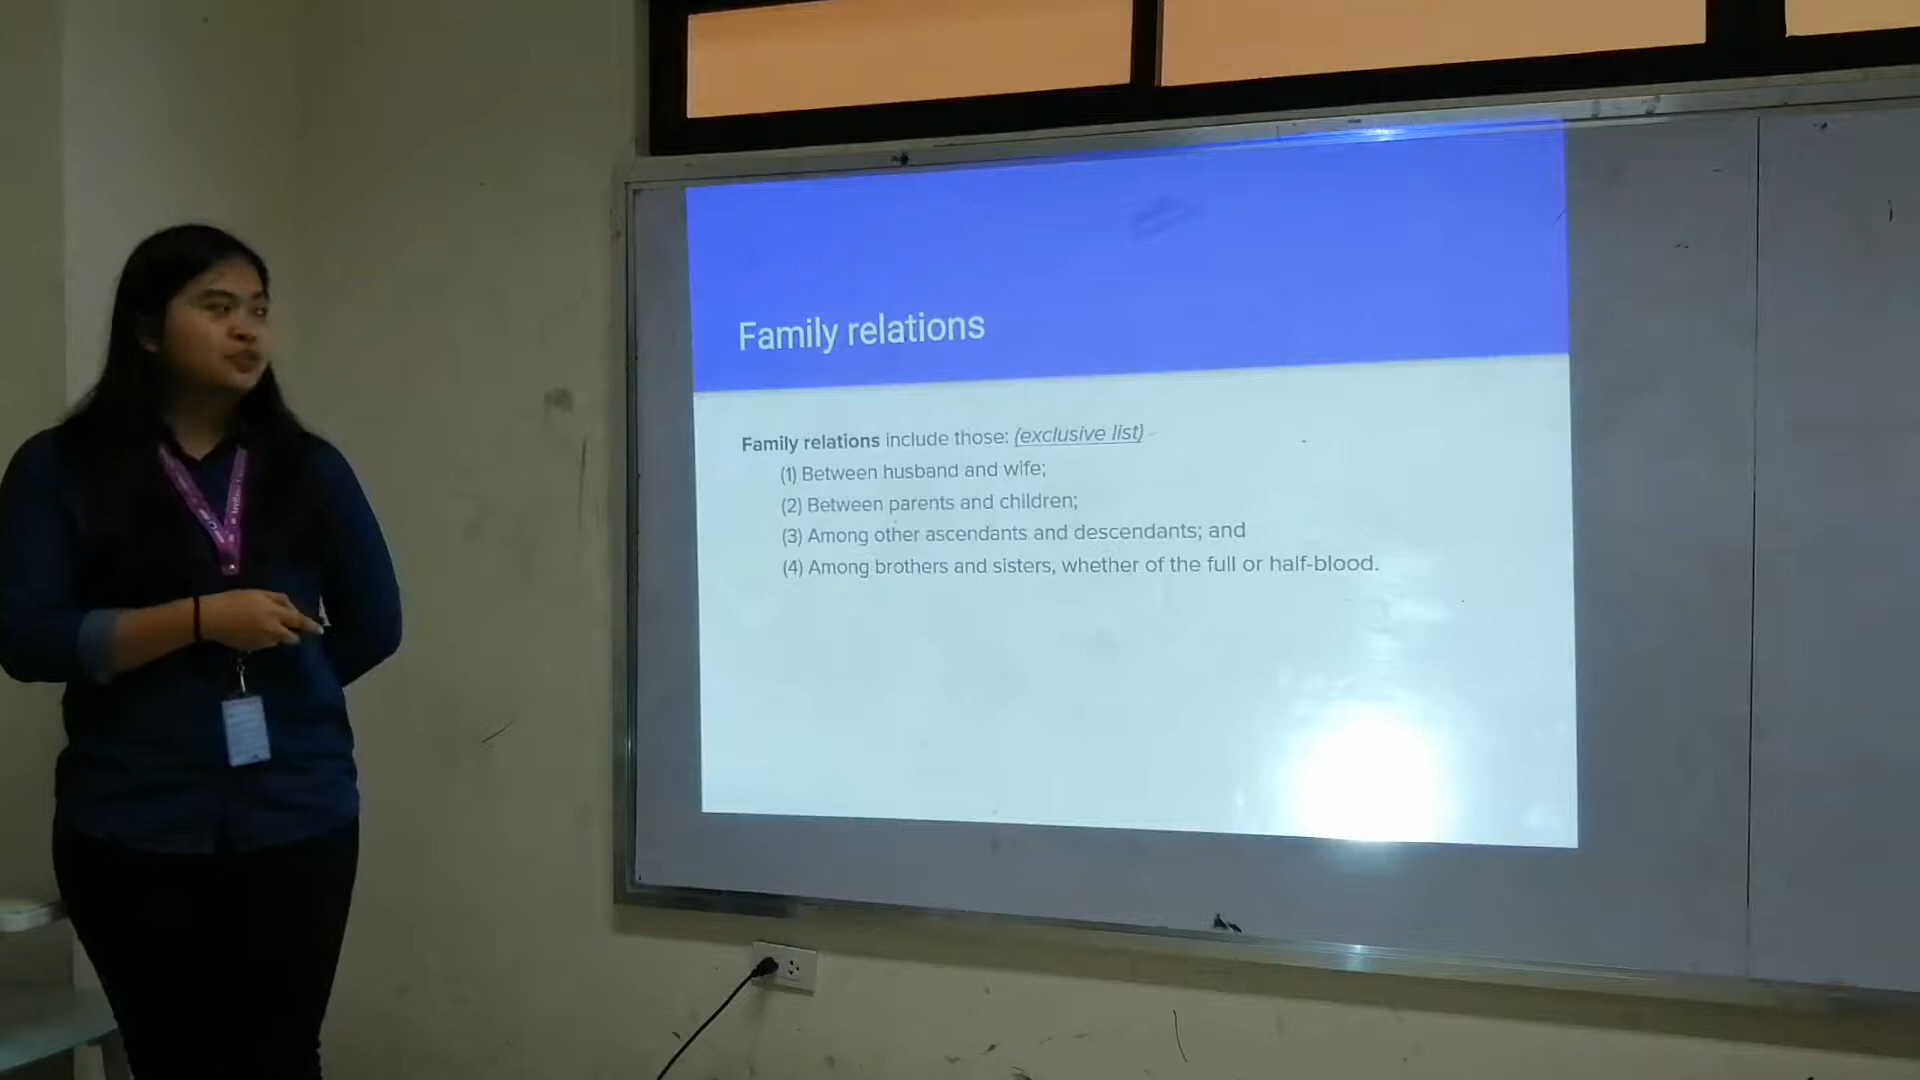 Family relations
Family relations include those: (exclusive list)
(1) Between husband and wife;
(2) Between parents and children;
(3) Among other ascendants and descendants; and
(4) Among brothers and sisters, whether of the full or half-blood.